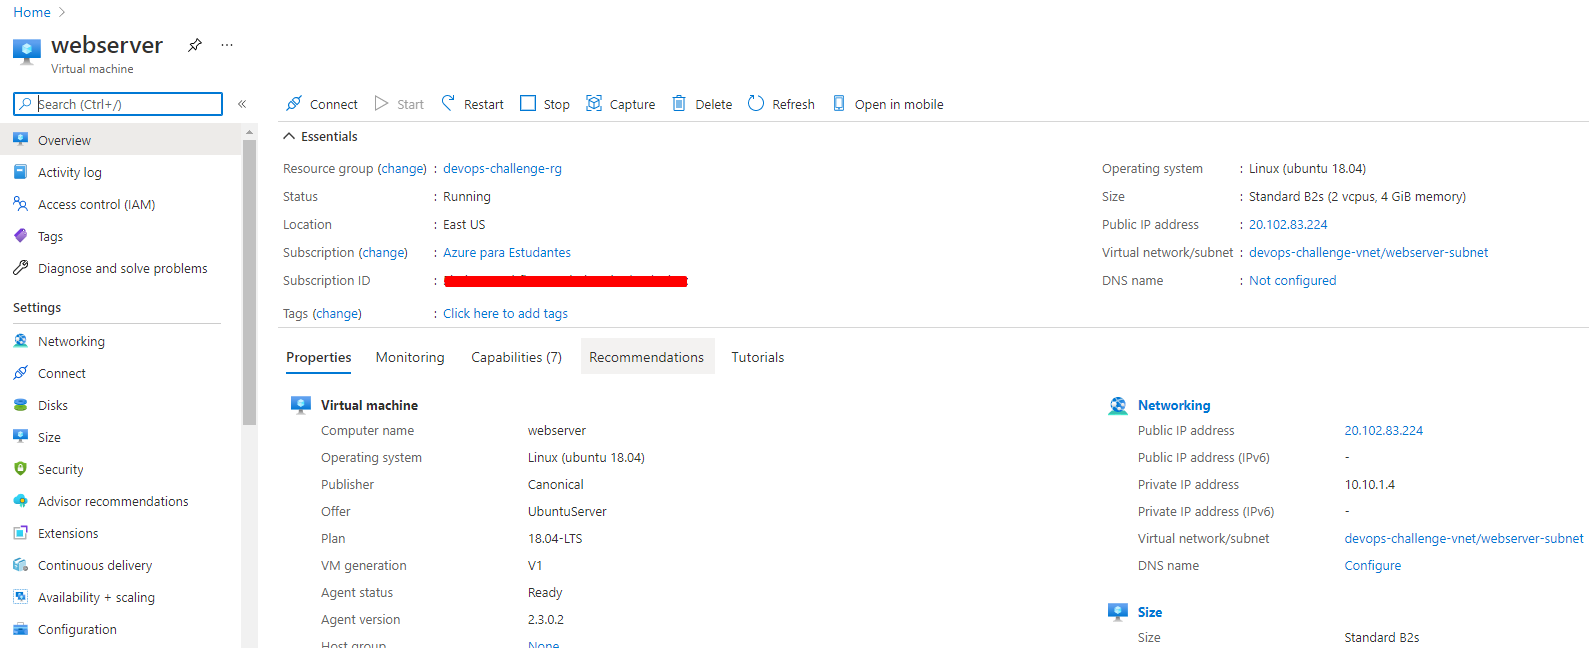 Home >
webserver
Virtual machine
Search (Ctrl+/)
«
Overview
Activity log
Access control (IAM)
Tags
Diagnose and solve problems
Settings
Networking
Connect
Disks
Size
Security
Advisor recommendations
Extensions
Continuous delivery
Availability + scaling
Configuration
Connect Start Restart Stop Capture Delete Refresh Open in mobile
Essentials
Resource group (change) : devops-challenge-rg
Status : Running
Location : East US
Subscription (change) : Azure para Estudantes
Subscription ID :
Tags (change) : Click here to add tags
Operating system : Linux (ubuntu 18.04)
Size : Standard B2s (2 vcpus, 4 GiB memory)
Public IP address : 20.102.83.224
Virtual network/subnet : devops-challenge-vnet/webserver-subnet
DNS name : Not configured
Properties Monitoring Capabilities (7) Recommendations Tutorials
Virtual machine
Computer name webserver
Operating system Linux (ubuntu 18.04)
Publisher Canonical
Offer UbuntuServer
Plan 18.04-LTS
VM generation V1
Agent status Ready
Agent version 2.3.0.2
Host group None
Networking
Public IP address 20.102.83.224
Public IP address (IPv6) -
Private IP address 10.10.1.4
Private IP address (IPv6) -
Virtual network/subnet devops-challenge-vnet/webserver-subnet
DNS name Configure
Size
Size Standard B2s